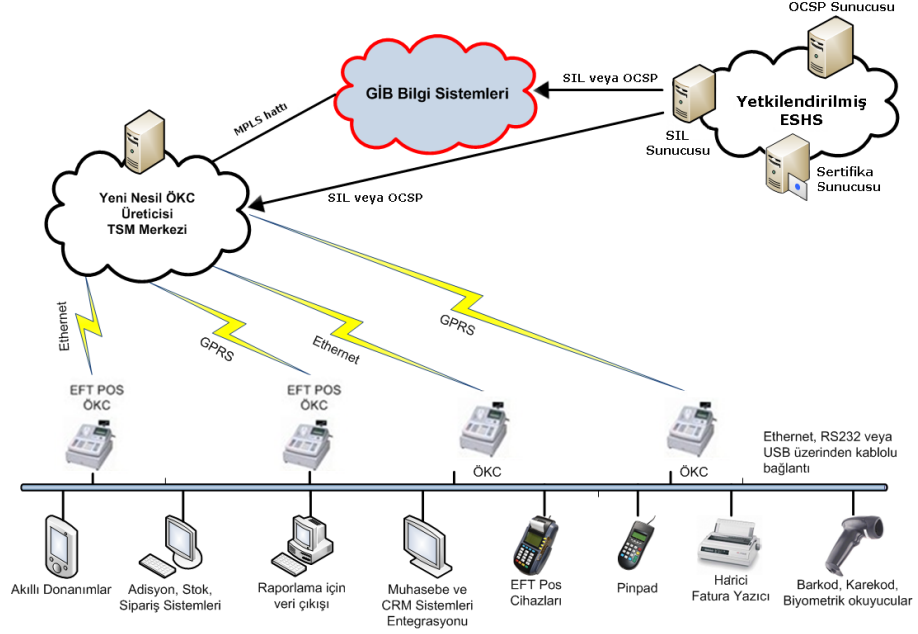 OCSP Sunucusu
GİB Bilgi Sistemleri
SIL veya OCSP
Yetkilendirilmiş
ESHS
SIL
Sunucusu
Sertifika
Sunucusu
MPLS hattı
Yeni Nesil ÖKC
Üreticisi
TSM Merkezi
SIL veya OCSP
Ethernet
GPRS
Ethernet
GPRS
EFT POS
ÖKC
EFT POS
ÖKC
ÖKC
ÖKC
Ethernet, RS232 veya
USB üzerinden kablolu
bağlantı
Akıllı Donanımlar
Adisyon, Stok,
Sipariş Sistemleri
Raporlama için
veri çıkışı
Muhasebe ve
CRM Sistemleri
Entegrasyonu
EFT Pos
Cihazları
Pinpad
Harici
Fatura Yazıcı
Barkod, Karekod,
Biyometrik okuyucular